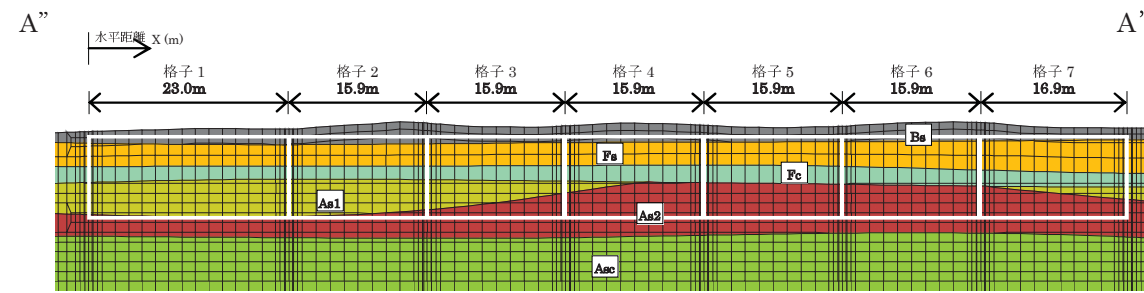 A” A’
水平距離 X (m)
格子 1 格子 2 格子 3 格子 4 格子 5 格子 6 格子 7
23.0m 15.9m 15.9m 15.9m 15.9m 15.9m 16.9m
Bs
Fs
Fc
As1
As2
Asc